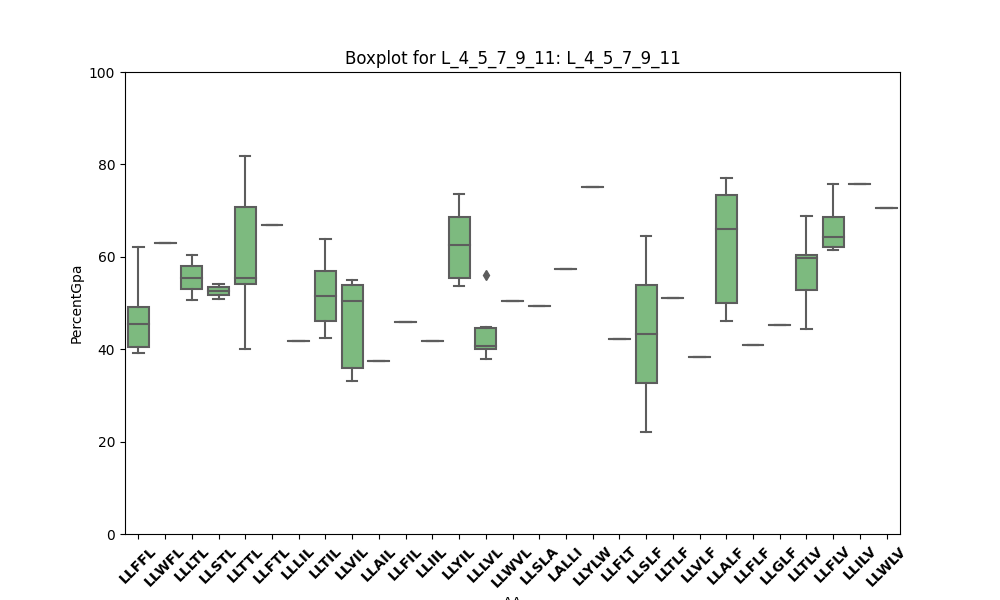 Boxplot for L_4_5_7_9_11: L_4_5_7_9_11
100
80
60
40
20
0
PercentGpa
LLFFL LLWFL LLLTL LLSTL LLTTL LLFTL LLLIL LLTIL LLVIL LLAIL LLFIL LLIIL LLYIL LLLVL LLWVL LLSLA LALLI LLYLW LLFLT LLSLF LLTLF LLVLF LLALF LLFLF LLGLF LLTLV LLFLV LLILV LLWLV
AA